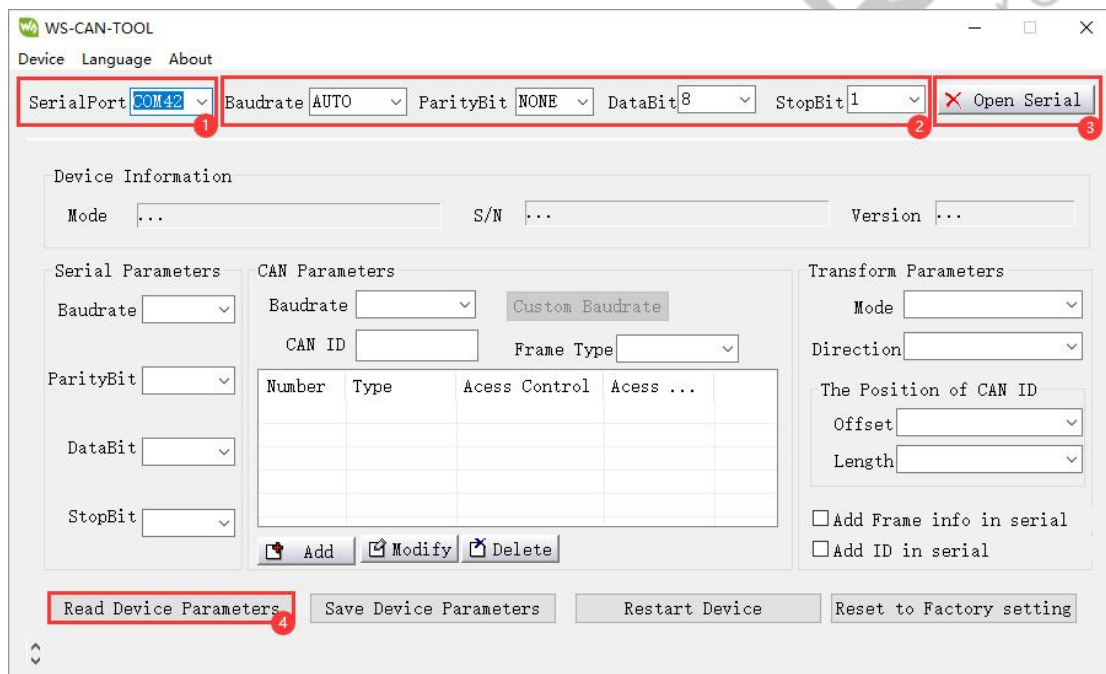 WS-CAN-TOOL
Device Language About
SerialPort COM42 Baudrate AUTO ParityBit NONE DataBit 8 StopBit 1 Open Serial
1 2 3
Device Information
Mode ... S/N ... Version ...
Serial Parameters CAN Parameters Transform Parameters
Baudrate Baudrate Custom Baudrate Mode
CAN ID Frame Type Direction
ParityBit Number Type Acess Control Acess ... The Position of CAN ID
Offset
DataBit Length
StopBit Add Frame info in serial
Add Modify Delete Add ID in serial
Read Device Parameters Save Device Parameters Restart Device Reset to Factory setting
4